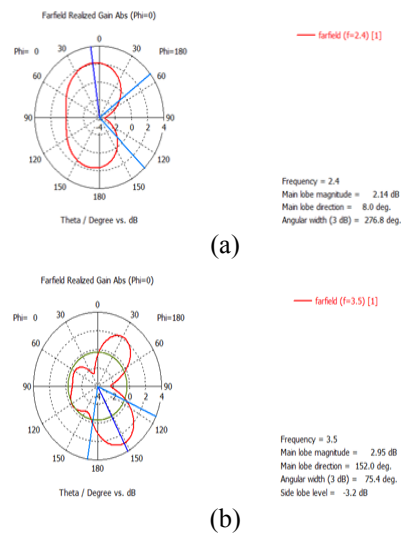 Farfield Realized Gain Abs (Phi=0)
farfield (f=2.4) [1]
Phi= 0 30 0 30 Phi=180
60 60
90 -4 0 2 4 90
120 120
150 180 150
Theta / Degree vs. dB
Frequency = 2.4
Main lobe magnitude = 2.14 dB
Main lobe direction = 8.0 deg.
Angular width (3 dB) = 276.8 deg.
(a)
Farfield Realized Gain Abs (Phi=0)
farfield (f=3.5) [1]
Phi= 0 30 0 30 Phi=180
60 60
90 -2 0 2 4 90
120 120
150 180 150
Theta / Degree vs. dB
Frequency = 3.5
Main lobe magnitude = 2.95 dB
Main lobe direction = 152.0 deg.
Angular width (3 dB) = 75.4 deg.
Side lobe level = -3.2 dB
(b)